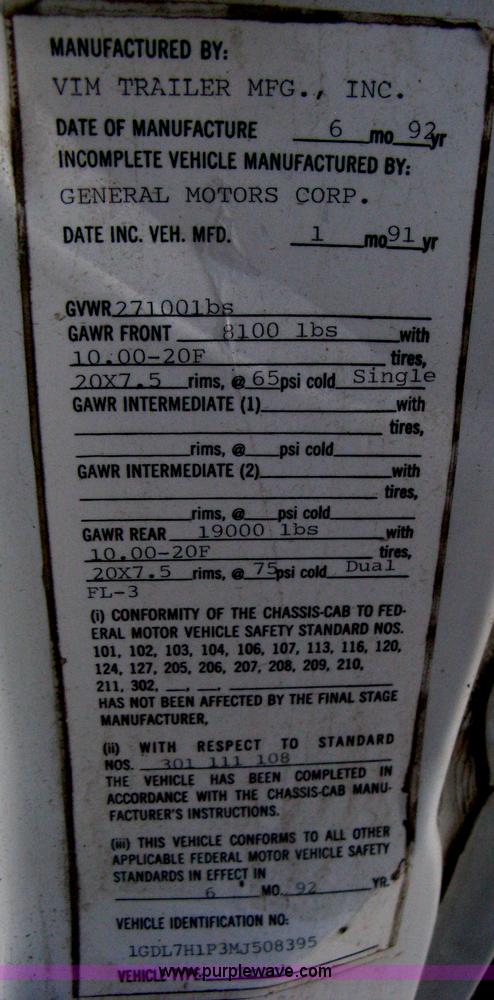 MANUFACTURED BY:
VIM TRAILER MFG., INC.
DATE OF MANUFACTURE 6 mo 92 yr
INCOMPLETE VEHICLE MANUFACTURED BY:
GENERAL MOTORS CORP.
DATE INC. VEH. MFD. 1 mo 91 yr
GVWR 27100lbs
GAWR FRONT 8100 lbs with
10.00-20F tires,
20X7.5 rims, @ 65 psi cold Single
GAWR INTERMEDIATE (1) with
tires,
rims, @ psi cold
GAWR INTERMEDIATE (2) with
tires,
rims, @ psi cold
GAWR REAR 19000 lbs with
10.00-20F tires,
20X7.5 rims, @ 75 psi cold Dual
FL-3
(i) CONFORMITY OF THE CHASSIS-CAB TO FED-
ERAL MOTOR VEHICLE SAFETY STANDARD NOS.
101, 102, 103, 104, 106, 107, 113, 116, 120,
124, 127, 205, 206, 207, 208, 209, 210,
211, 302, __, __,
HAS NOT BEEN AFFECTED BY THE FINAL STAGE
MANUFACTURER,
(ii) WITH RESPECT TO STANDARD
NOS. 301 111 108
THE VEHICLE HAS BEEN COMPLETED IN
ACCORDANCE WITH THE CHASSIS-CAB MANU-
FACTURER'S INSTRUCTIONS.
(iii) THIS VEHICLE CONFORMS TO ALL OTHER
APPLICABLE FEDERAL MOTOR VEHICLE SAFETY
STANDARDS IN EFFECT IN
6 MO. 92 YR.
VEHICLE IDENTIFICATION NO:
1GDL7H1P3MJ508395
VEHICLE
www.purplewave.com